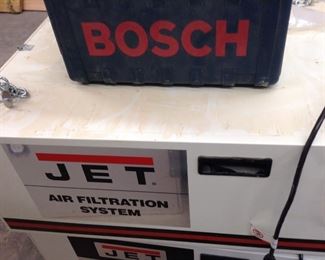 BOSCH
JET
AIR FILTRATION
SYSTEM
JET